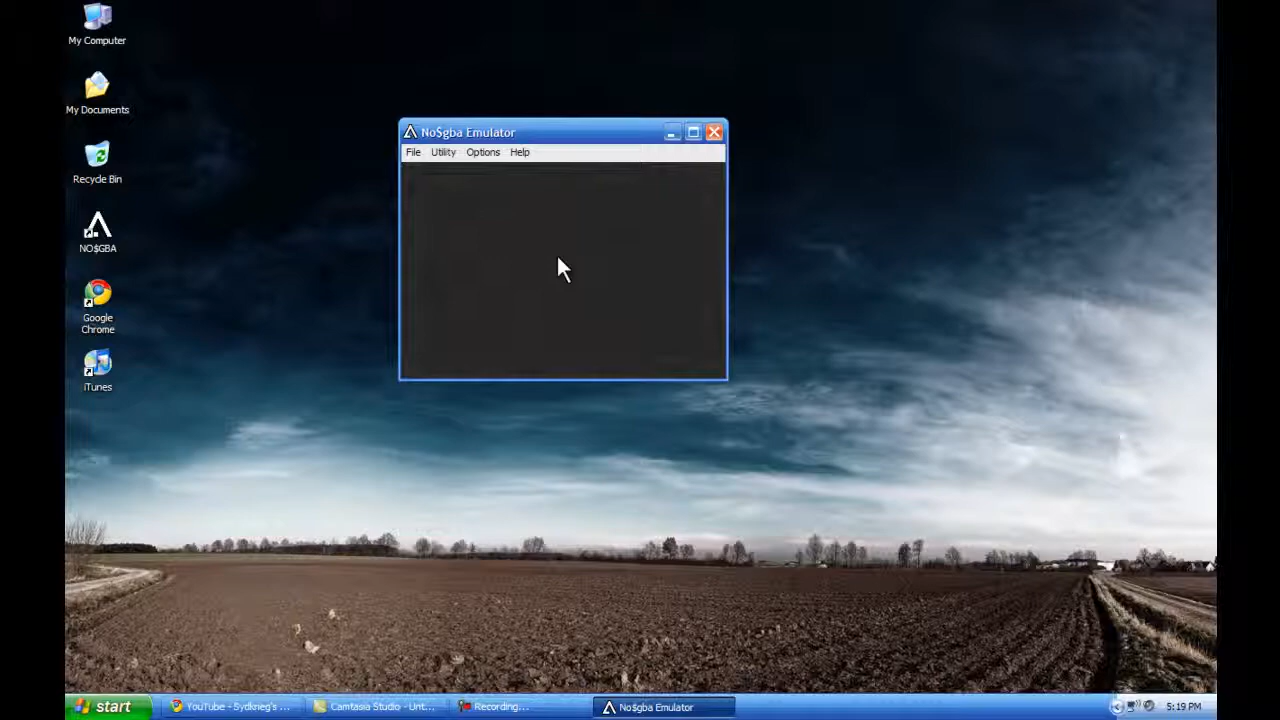 My Computer
My Documents
Recycle Bin
NO$GBA
Google
Chrome
iTunes
No$gba Emulator
File Utility Options Help
start
YouTube - Sydkneg's ...
Camtasia Studio - Unt...
Recording...
No$gba Emulator
5:19 PM